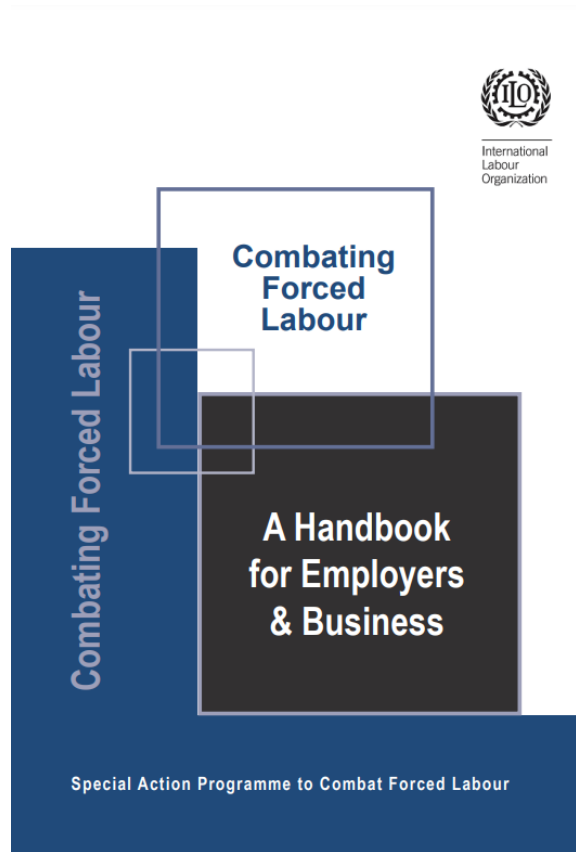 ILO
International
Labour
Organization
Combating
Forced
Labour
Combating Forced Labour
A Handbook
for Employers
& Business
Special Action Programme to Combat Forced Labour